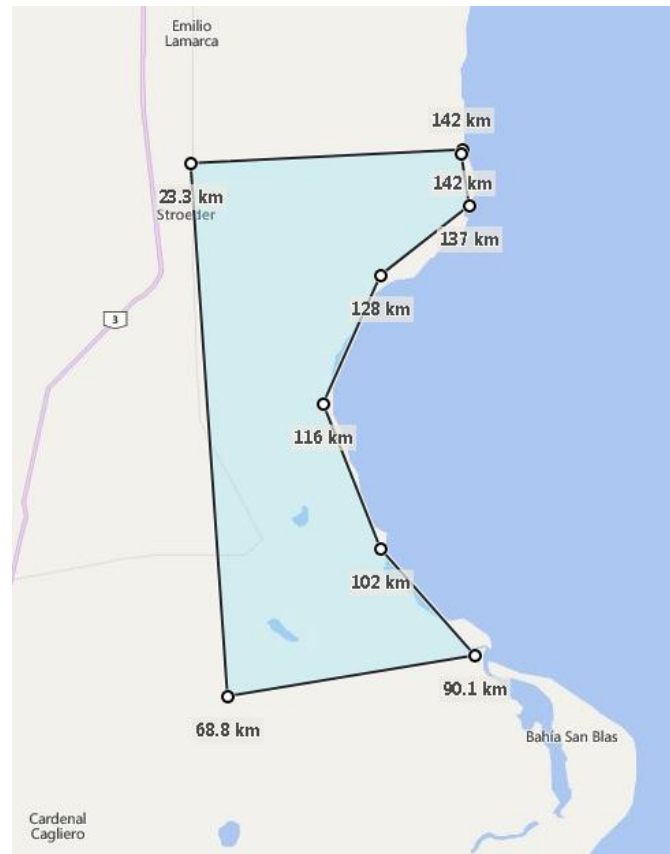 Emilio
Lamarca
142 km
142 km
23.3 km
Stroeder
137 km
128 km
3
116 km
102 km
90.1 km
68.8 km
Bahía San Blas
Cardenal
Cagliero